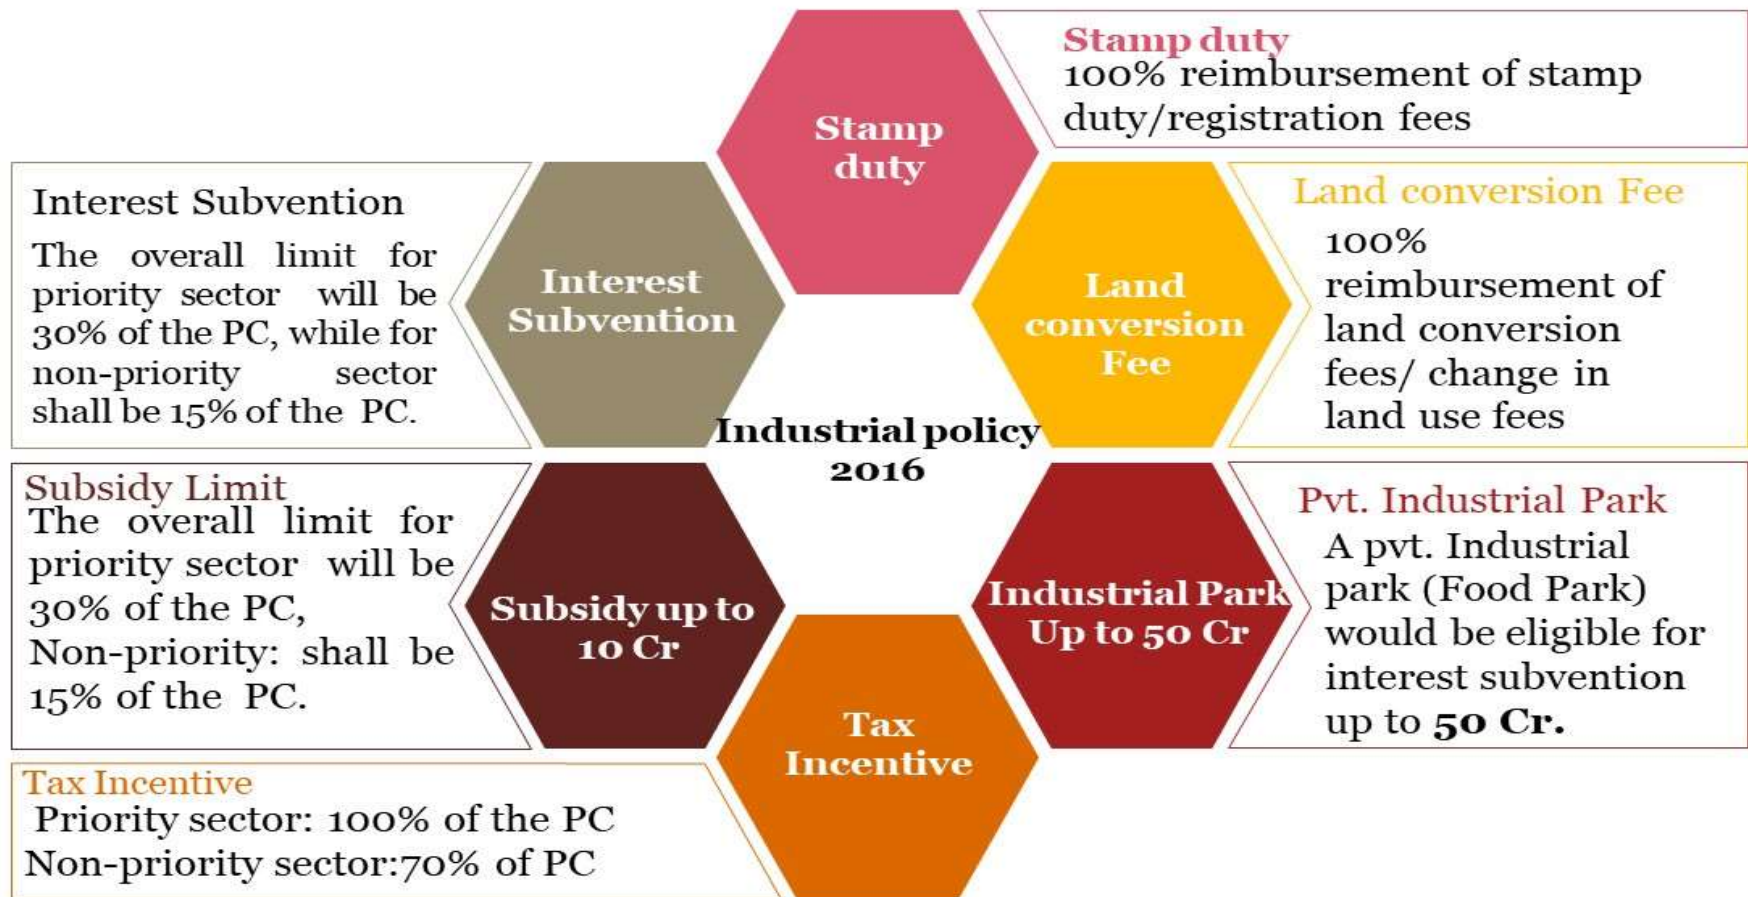 Stamp duty
100% reimbursement of stamp
duty/registration fees
Stamp
duty
Interest Subvention
The overall limit for
priority sector will be
30% of the PC, while for
non-priority sector
shall be 15% of the PC.
Interest
Subvention
Land
conversion
Fee
Land conversion Fee
100%
reimbursement of
land conversion
fees/ change in
land use fees
Industrial policy
2016
Subsidy Limit
The overall limit for
priority sector will be
30% of the PC,
Non-priority: shall be
15% of the PC.
Subsidy up to
10 Cr
Industrial Park
Up to 50 Cr
Pvt. Industrial Park
A pvt. Industrial
park (Food Park)
would be eligible for
interest subvention
up to 50 Cr.
Tax
Incentive
Tax Incentive
Priority sector: 100% of the PC
Non-priority sector:70% of PC